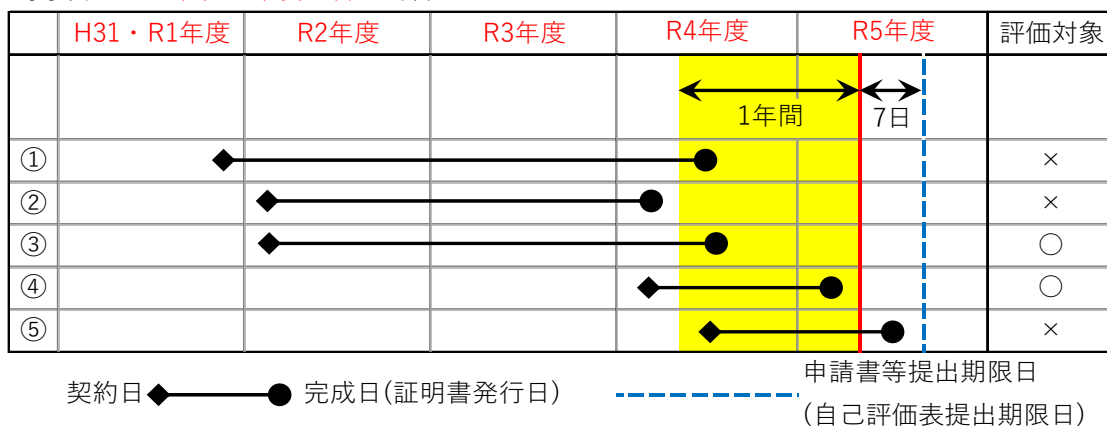 H31・R1年度 R2年度 R3年度 R4年度 R5年度 評価対象
1年間 7日
① ×
② ×
③ ○
④ ○
⑤ ×
契約日 完成日(証明書発行日) 申請書等提出期限日
(自己評価表提出期限日)